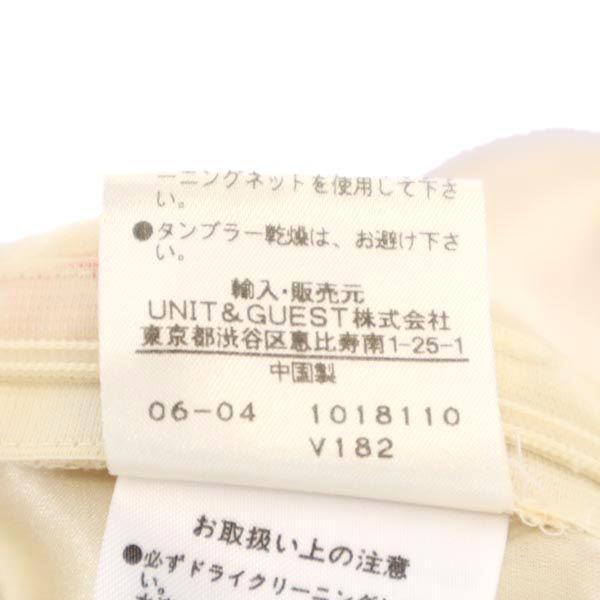 ーニングネットを使用して下さ
い。
●タンブラー乾燥は、お避け下さ
い。
輸入・販売元
UNIT&GUEST株式会社
東京都渋谷区恵比寿南1-25-1
中国製
06-04 1018110
V182
お取扱い上の注意
●必ずドライクリーニング
い。